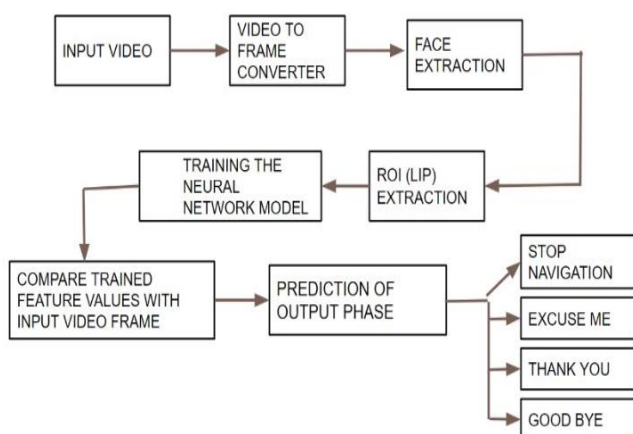 INPUT VIDEO
VIDEO TO
FRAME
CONVERTER
FACE
EXTRACTION
ROI (LIP)
EXTRACTION
TRAINING THE
NEURAL
NETWORK MODEL
COMPARE TRAINED
FEATURE VALUES WITH
INPUT VIDEO FRAME
PREDICTION OF
OUTPUT PHASE
STOP
NAVIGATION
EXCUSE ME
THANK YOU
GOOD BYE